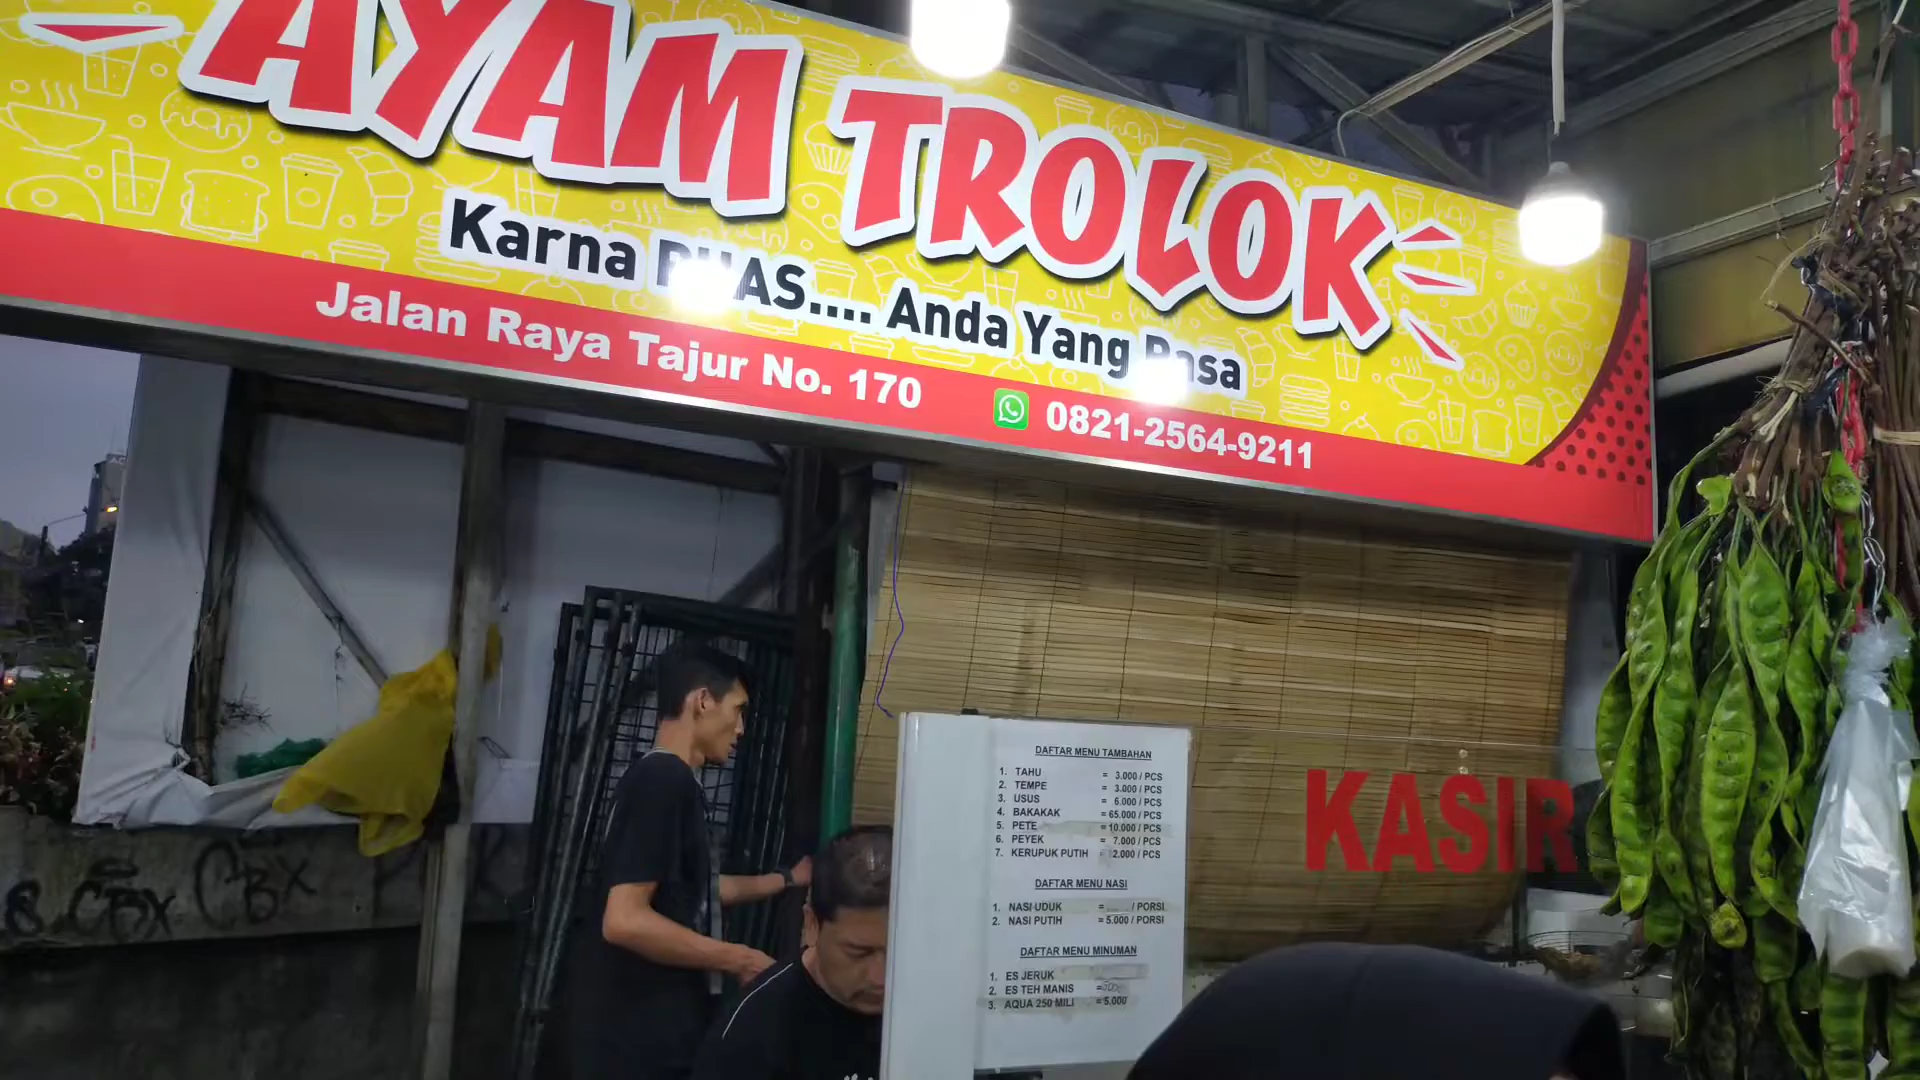 AYAM TROLOK
Karna PUAS.... Anda Yang Rasa
Jalan Raya Tajur No. 170
0821-2564-9211
DAFTAR MENU TAMBAHAN
1. TAHU = 3.000 / PCS
2. TEMPE = 3.000 / PCS
3. USUS = 6.000 / PCS
4. BAKAKAK = 65.000 / PCS
5. PETE = 10.000 / PCS
6. PEYEK = 7.000 / PCS
7. KERUPUK PUTIH = 2.000 / PCS
DAFTAR MENU NASI
1. NASI UDUK = / PORSI
2. NASI PUTIH = 5.000 / PORSI
DAFTAR MENU MINUMAN
1. ES JERUK
2. ES TEH MANIS =
3. AQUA 250 MILI = 5.000
KASIR
CBX CBX